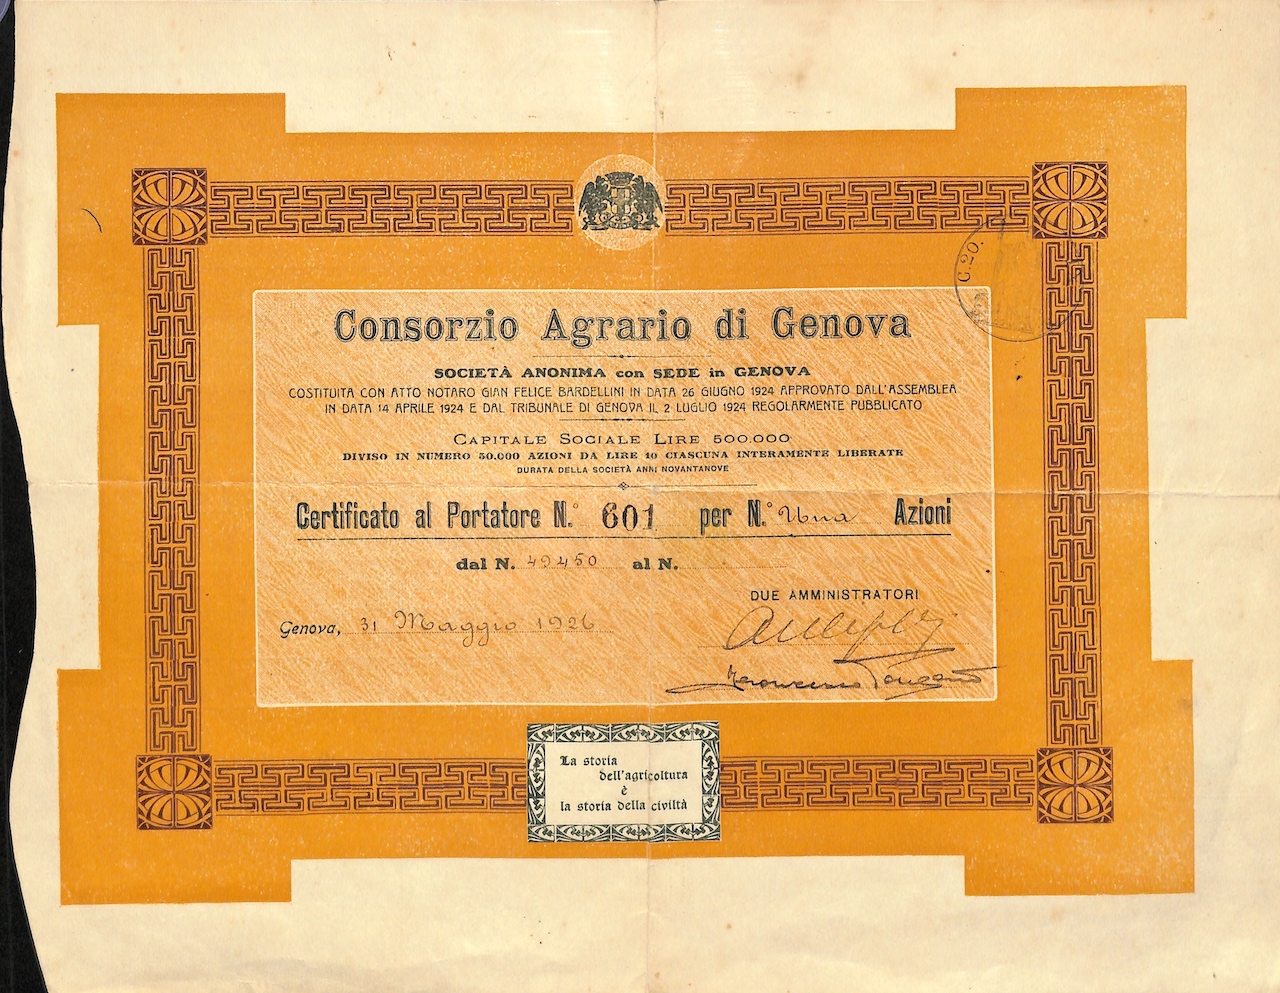 C. 20.
Consorzio Agrario di Genova
SOCIETÀ ANONIMA con SEDE in GENOVA
COSTITUITA CON ATTO NOTARO GIAN FELICE BARDELLINI IN DATA 26 GIUGNO 1924 APPROVATO DALL'ASSEMBLEA
IN DATA 14 APRILE 1924 E DAL TRIBUNALE DI GENOVA IL 2 LUGLIO 1924 REGOLARMENTE PUBBLICATO
CAPITALE SOCIALE LIRE 500.000
DIVISO IN NUMERO 50.000 AZIONI DA LIRE 10 CIASCUNA INTERAMENTE LIBERATE
DURATA DELLA SOCIETÀ ANNI NOVANTANOVE
Certificato al Portatore N.° 601 per N.° Una Azioni
dal N. 49450 al N.
DUE AMMINISTRATORI
Genova, 31 Maggio 1926
La storia
dell'agricoltura
è
la storia della civiltà